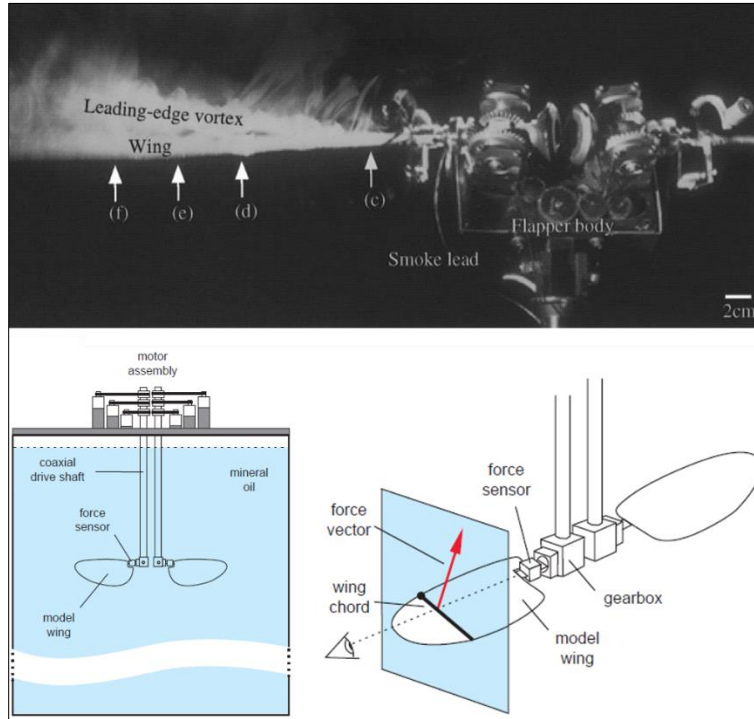 Leading-edge vortex
Wing
(f)
(e)
(d)
(c)
Flapper body
Smoke lead
2cm
motor
assembly
coaxial
drive shaft
mineral
oil
force
sensor
model
wing
force
sensor
force
vector
wing
chord
gearbox
model
wing